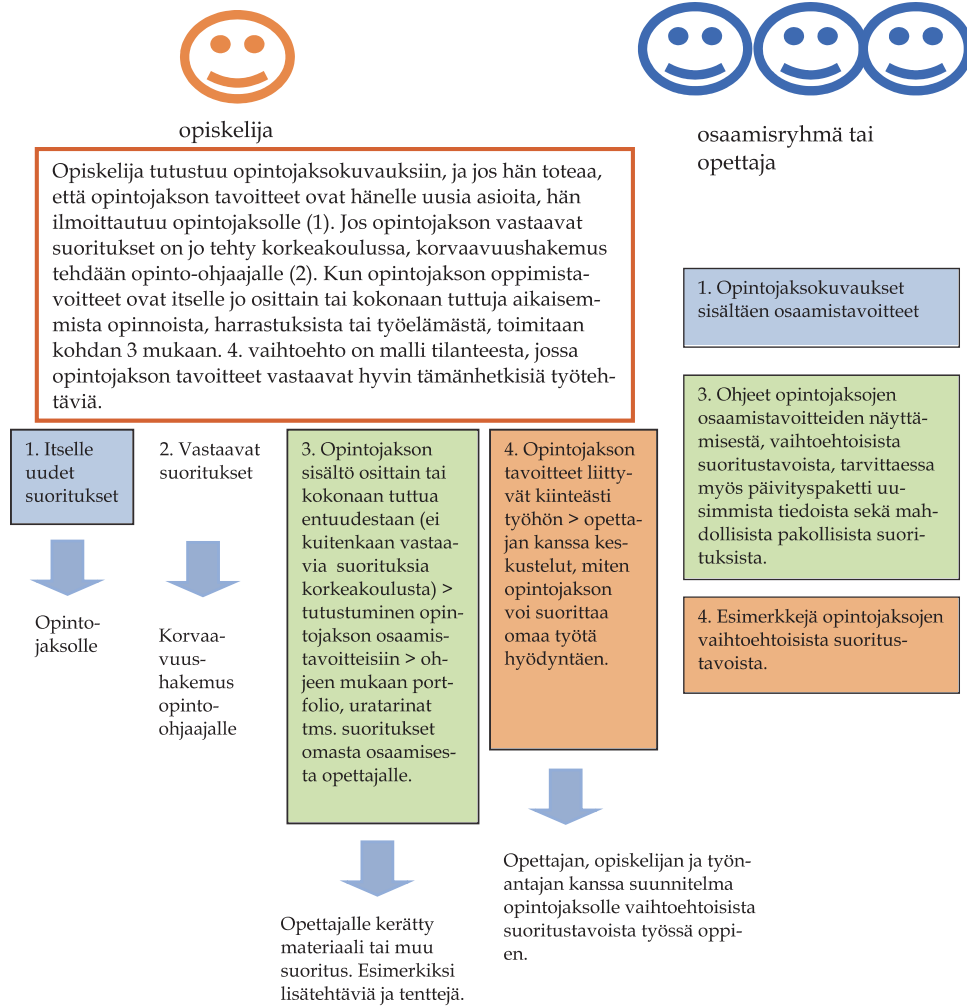 opiskelija
osaamisryhmä tai
opettaja
Opiskelija tutustuu opintojaksokuvauksiin, ja jos hän toteaa,
että opintojakson tavoitteet ovat hänelle uusia asioita, hän
ilmoittautuu opintojaksolle (1). Jos opintojakson vastaavat
suoritukset on jo tehty korkeakoulussa, korvaavuushakemus
tehdään opinto-ohjaajalle (2). Kun opintojakson oppimista-
voitteet ovat itselle jo osittain tai kokonaan tuttuja aikaisem-
mista opinnoista, harrastuksista tai työelämästä, toimitaan
kohdan 3 mukaan. 4. vaihtoehto on malli tilanteesta, jossa
opintojakson tavoitteet vastaavat hyvin tämänhetkisiä työteh-
täviä.
1. Opintojaksokuvaukset
sisältäen osaamistavoitteet
3. Ohjeet opintojaksojen
osaamistavoitteiden näyttä-
misestä, vaihtoehtoisista
suoritustavoista, tarvittaessa
myös päivityspaketti uu-
simmista tiedoista sekä mah-
dollisista pakollisista suori-
tuksista.
4. Esimerkkejä opintojaksojen
vaihtoehtoisista suoritus-
tavoista.
1. Itselle
uudet
suoritukset
Opinto-
jaksolle
2. Vastaavat
suoritukset
Korvaa-
vuus-
hakemus
opinto-
ohjaajalle
3. Opintojakson
sisältö osittain tai
kokonaan tuttua
entuudestaan (ei
kuitenkaan vastaa-
via suorituksia
korkeakoulusta) >
tutustuminen opin-
tojakson osaamis-
tavoitteisiin > oh-
jeen mukaan port-
folio, uratarinat
tms. suoritukset
omasta osaamises-
ta opettajalle.
Opettajalle kerätty
materiaali tai muu
suoritus. Esimerkiksi
lisätehtäviä ja tenttejä.
4. Opintojakson
tavoitteet liitty-
vät kiinteästi
työhön > opetta-
jan kanssa kes-
kustelut, miten
opintojakson
voi suorittaa
omaa työtä
hyödyntäen.
Opettajan, opiskelijan ja työn-
antajan kanssa suunnitelma
opintojaksolle vaihtoehtoisista
suoritustavoista työssä oppi-
en.